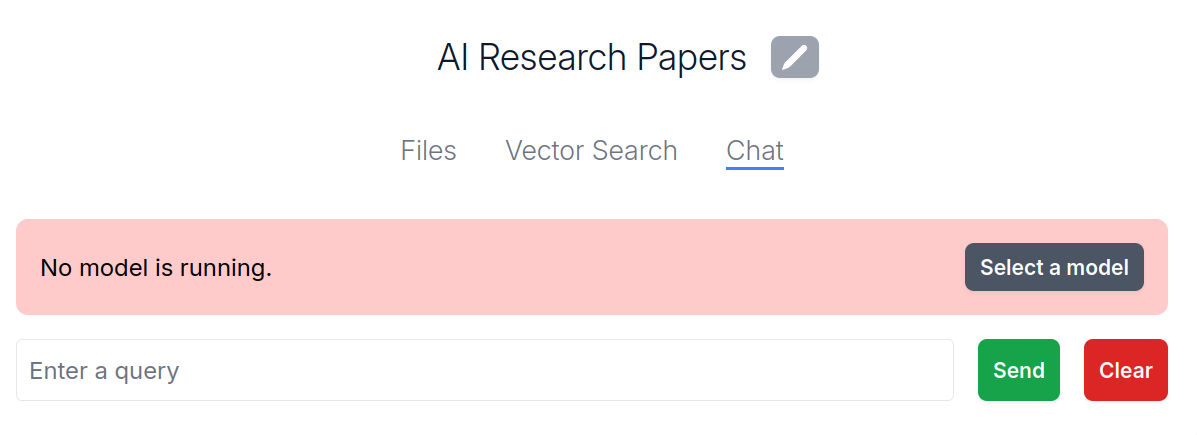 AI Research Papers
Files Vector Search Chat
No model is running. Select a model
Enter a query Send Clear